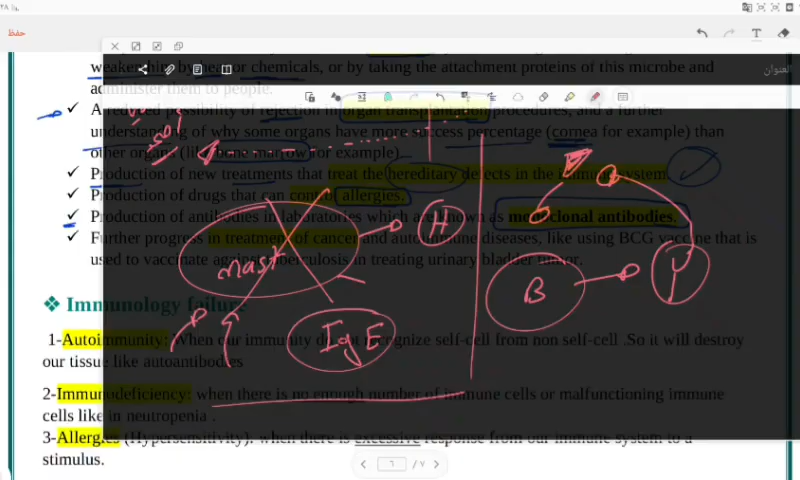 حفظ
العنوان
weakening by heat or chemicals, or by taking the attachment proteins of this microbe and
administer them to people.
A reduced possibility of rejection in organ transplantation procedures, and a further
understanding of why some organs have more success percentage (cornea for example) than
other organs (like bone marrow for example)
Production of new treatments that treat the hereditary defects in the immune system
Production of drugs that can control allergies.
Production of antibodies in laboratories which are known as monoclonal antibodies.
Further progress in treatment of cancer and autoimmune diseases, like using BCG vaccine that is
used to vaccinate against tuberculosis in treating urinary bladder tumor.
mast
H
IgE
B
Y
❖ Immunology failure
1-Autoimmunity: When our immunity do not recognize self-cell from non self-cell .So it will destroy
our tissue like autoantibodies
2-Immunodeficiency: when there is no enough number of immune cells or malfunctioning immune
cells like in neutropenia .
3-Allergies (Hypersensitivity): when there is excessive response from our immune system to a
stimulus.
٦ / ٧